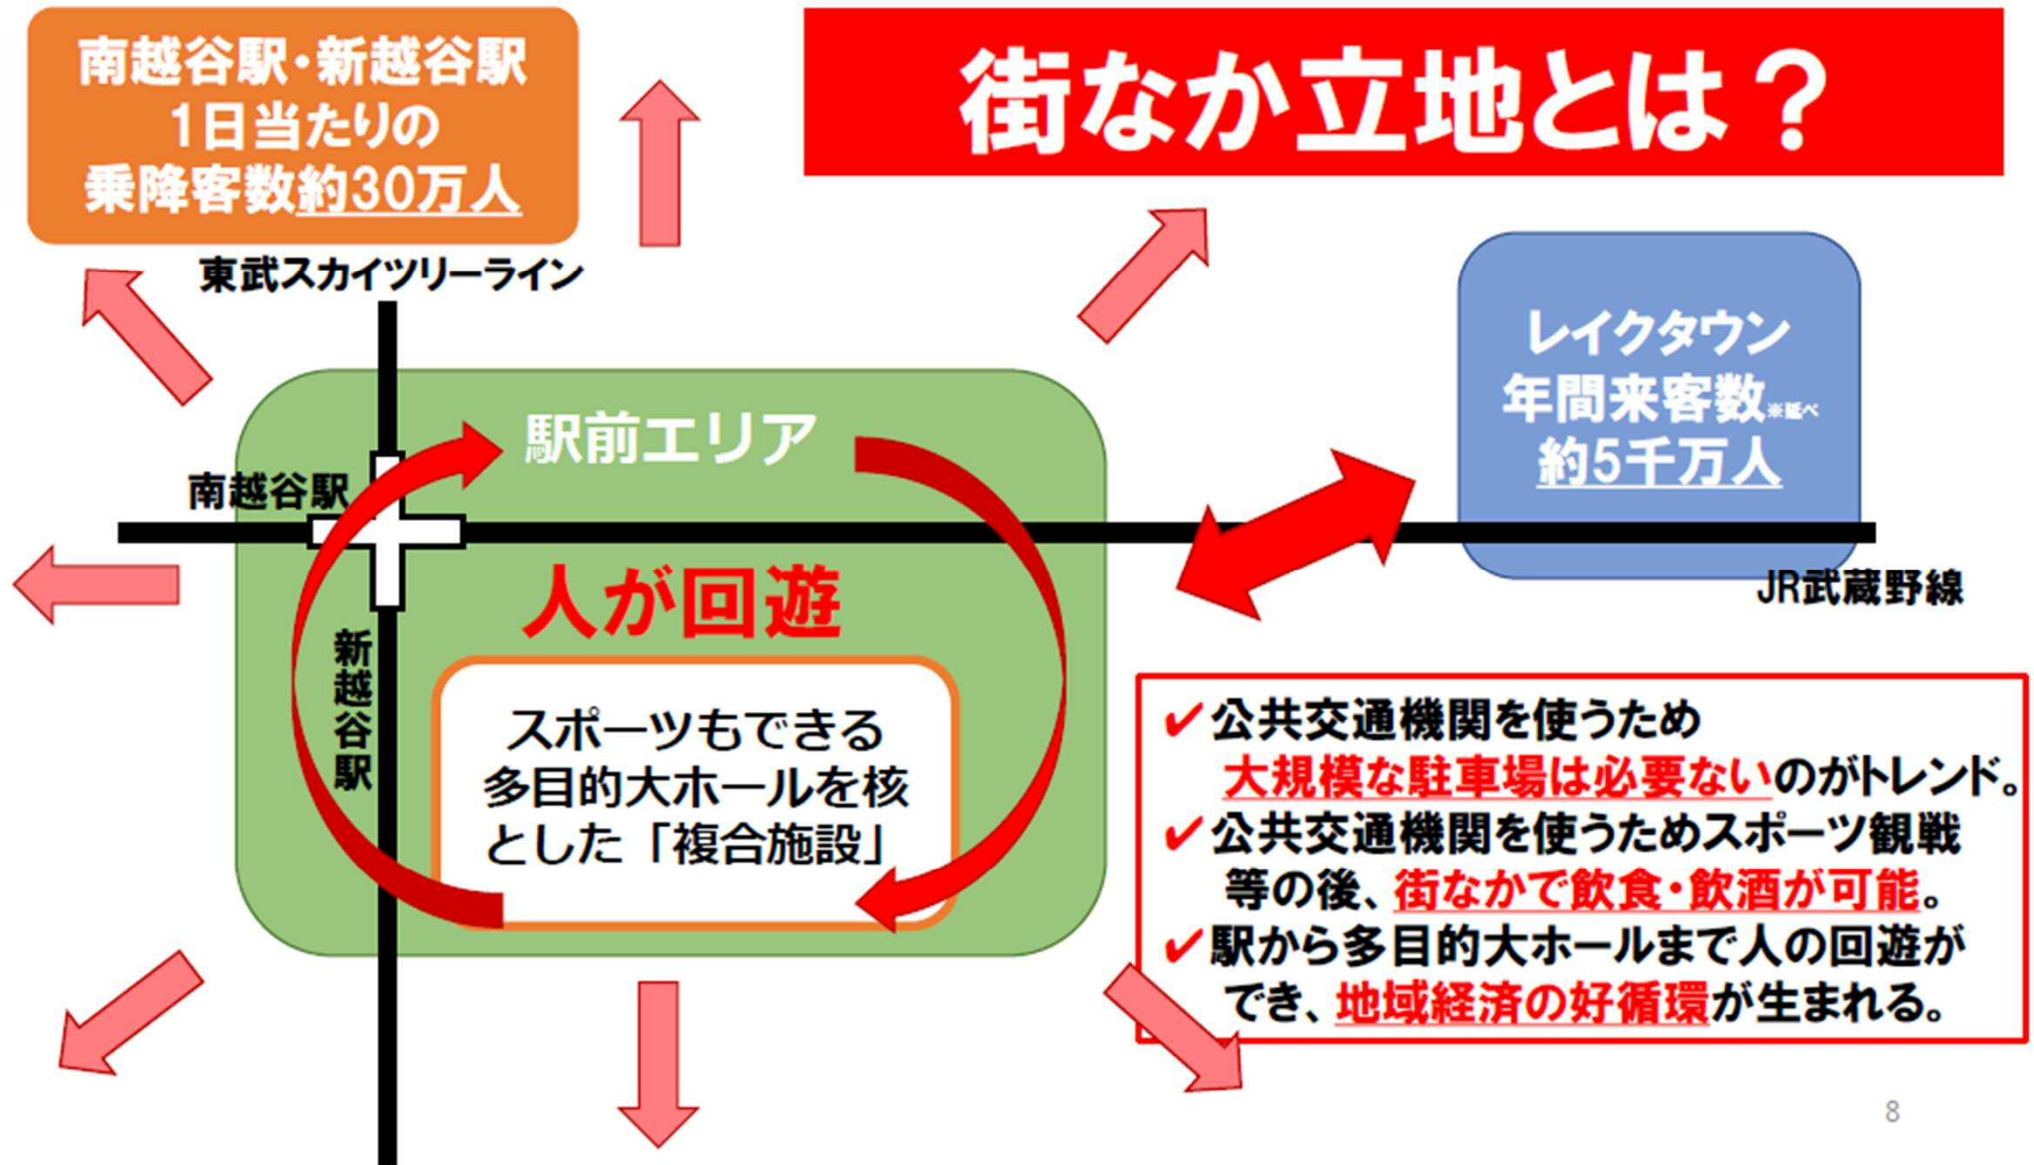 南越谷駅・新越谷駅
1日当たりの
乗降客数約30万人
街なか立地とは？
東武スカイツリーライン
レイクタウン
年間来客数※延べ
約5千万人
駅前エリア
南越谷駅
人が回遊
JR武蔵野線
新越谷駅
スポーツもできる
多目的大ホールを核
とした「複合施設」
✓公共交通機関を使うため
大規模な駐車場は必要ないのがトレンド。
✓公共交通機関を使うためスポーツ観戦
等の後、街なかで飲食・飲酒が可能。
✓駅から多目的大ホールまで人の回遊が
でき、地域経済の好循環が生まれる。
8